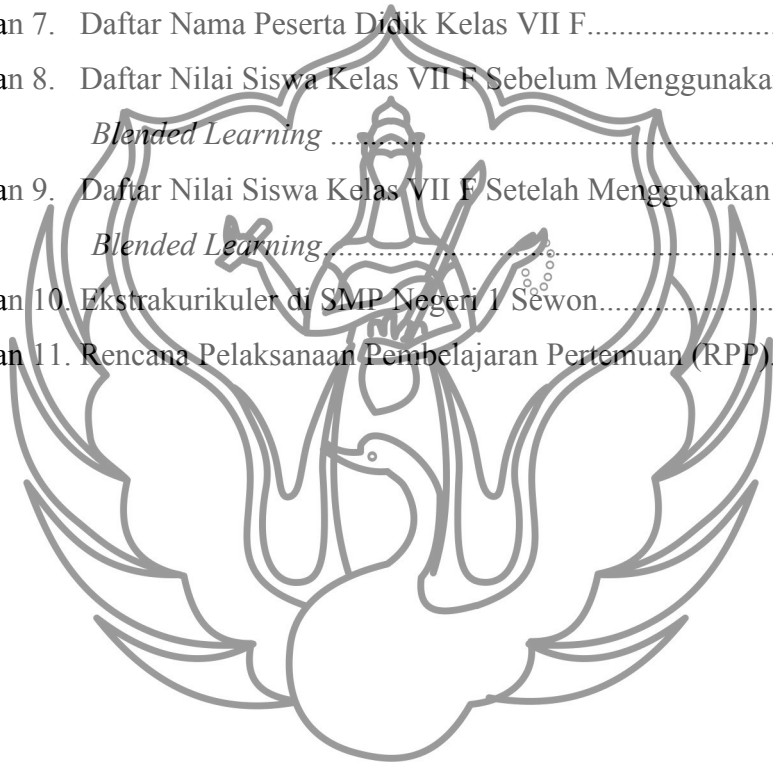 an 7. Daftar Nama Peserta Didik Kelas VII F..........................
an 8. Daftar Nilai Siswa Kelas VII F Sebelum Menggunaka
Blended Learning ..............................................................
an 9. Daftar Nilai Siswa Kelas VII F Setelah Menggunakan
Blended Learning...............................................................
an 10. Ekstrakurikuler di SMP Negeri 1 Sewon........................
an 11. Rencana Pelaksanaan Pembelajaran Pertemuan (RPP).